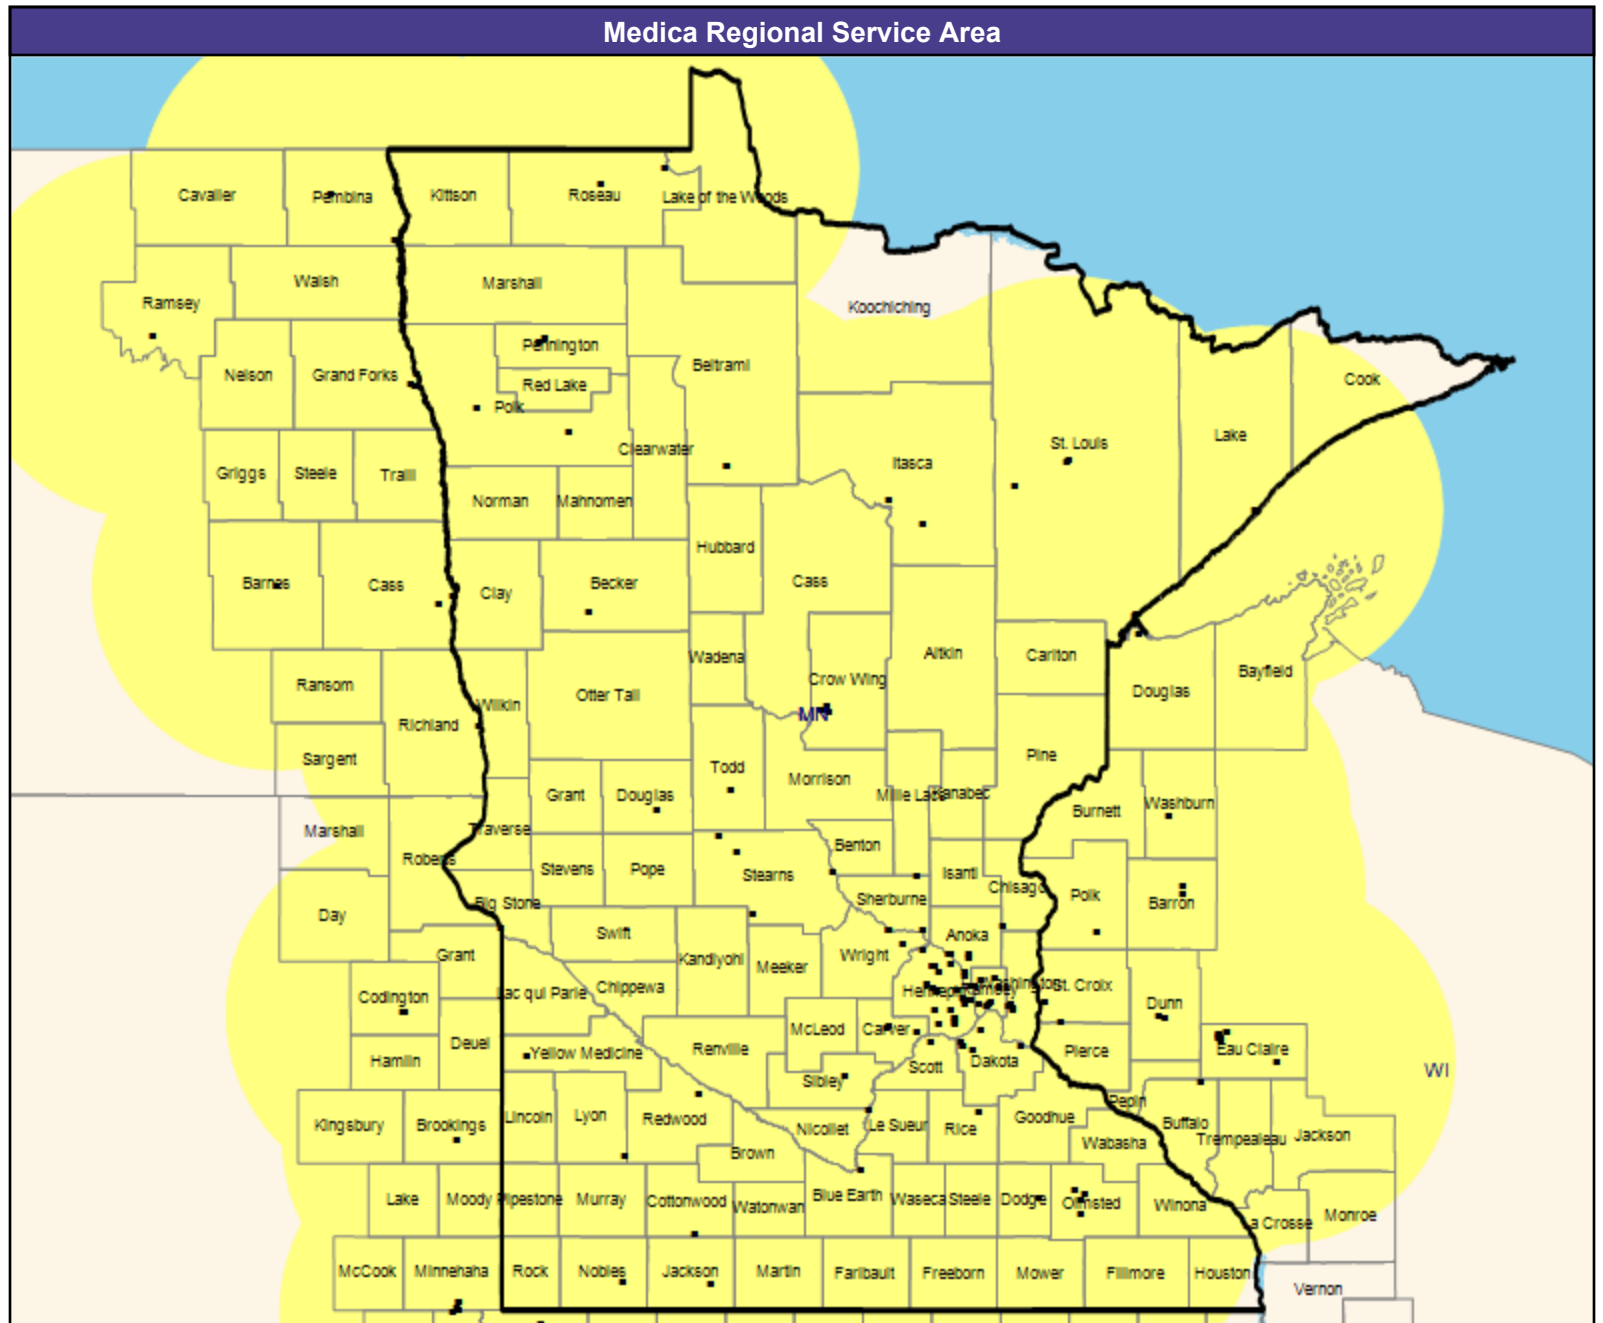 Medica Regional Service Area
Cavalier
Pembina
Kittson
Roseau
Lake of the Woods
Ramsey
Walsh
Marshall
Koochiching
Nelson
Grand Forks
Pennington
Red Lake
Polk
Beltrami
Clearwater
Cook
Lake
St. Louis
Itasca
Griggs
Steele
Traill
Norman
Mahnomen
Hubbard
Cass
Barnes
Cass
Clay
Becker
Wadena
Crow Wing
Aitkin
Carlton
Douglas
Bayfield
Ransom
Richland
Wilkin
Otter Tail
MN
Sargent
Todd
Morrison
Pine
Grant
Douglas
Mille Lacs
Kanabec
Burnett
Washburn
Marshall
Roberts
Traverse
Stevens
Pope
Stearns
Benton
Isanti
Chisago
Polk
Barron
Day
Big Stone
Sherburne
Swift
Anoka
Grant
Kandiyohi
Meeker
Wright
Codington
Lac qui Parle
Chippewa
Hennepin
Ramsey
Washington
St. Croix
Dunn
Deuel
Hamlin
Yellow Medicine
Renville
McLeod
Carver
Scott
Dakota
Pierce
Eau Claire
WI
Sibley
Kingsbury
Brookings
Lincoln
Lyon
Redwood
Nicollet
Le Sueur
Rice
Goodhue
Pepin
Buffalo
Trempealeau
Jackson
Brown
Wabasha
Lake
Moody
Pipestone
Murray
Cottonwood
Watonwan
Blue Earth
Waseca
Steele
Dodge
Olmsted
Winona
La Crosse
Monroe
McCook
Minnehaha
Rock
Nobles
Jackson
Martin
Faribault
Freeborn
Mower
Fillmore
Houston
Vernon